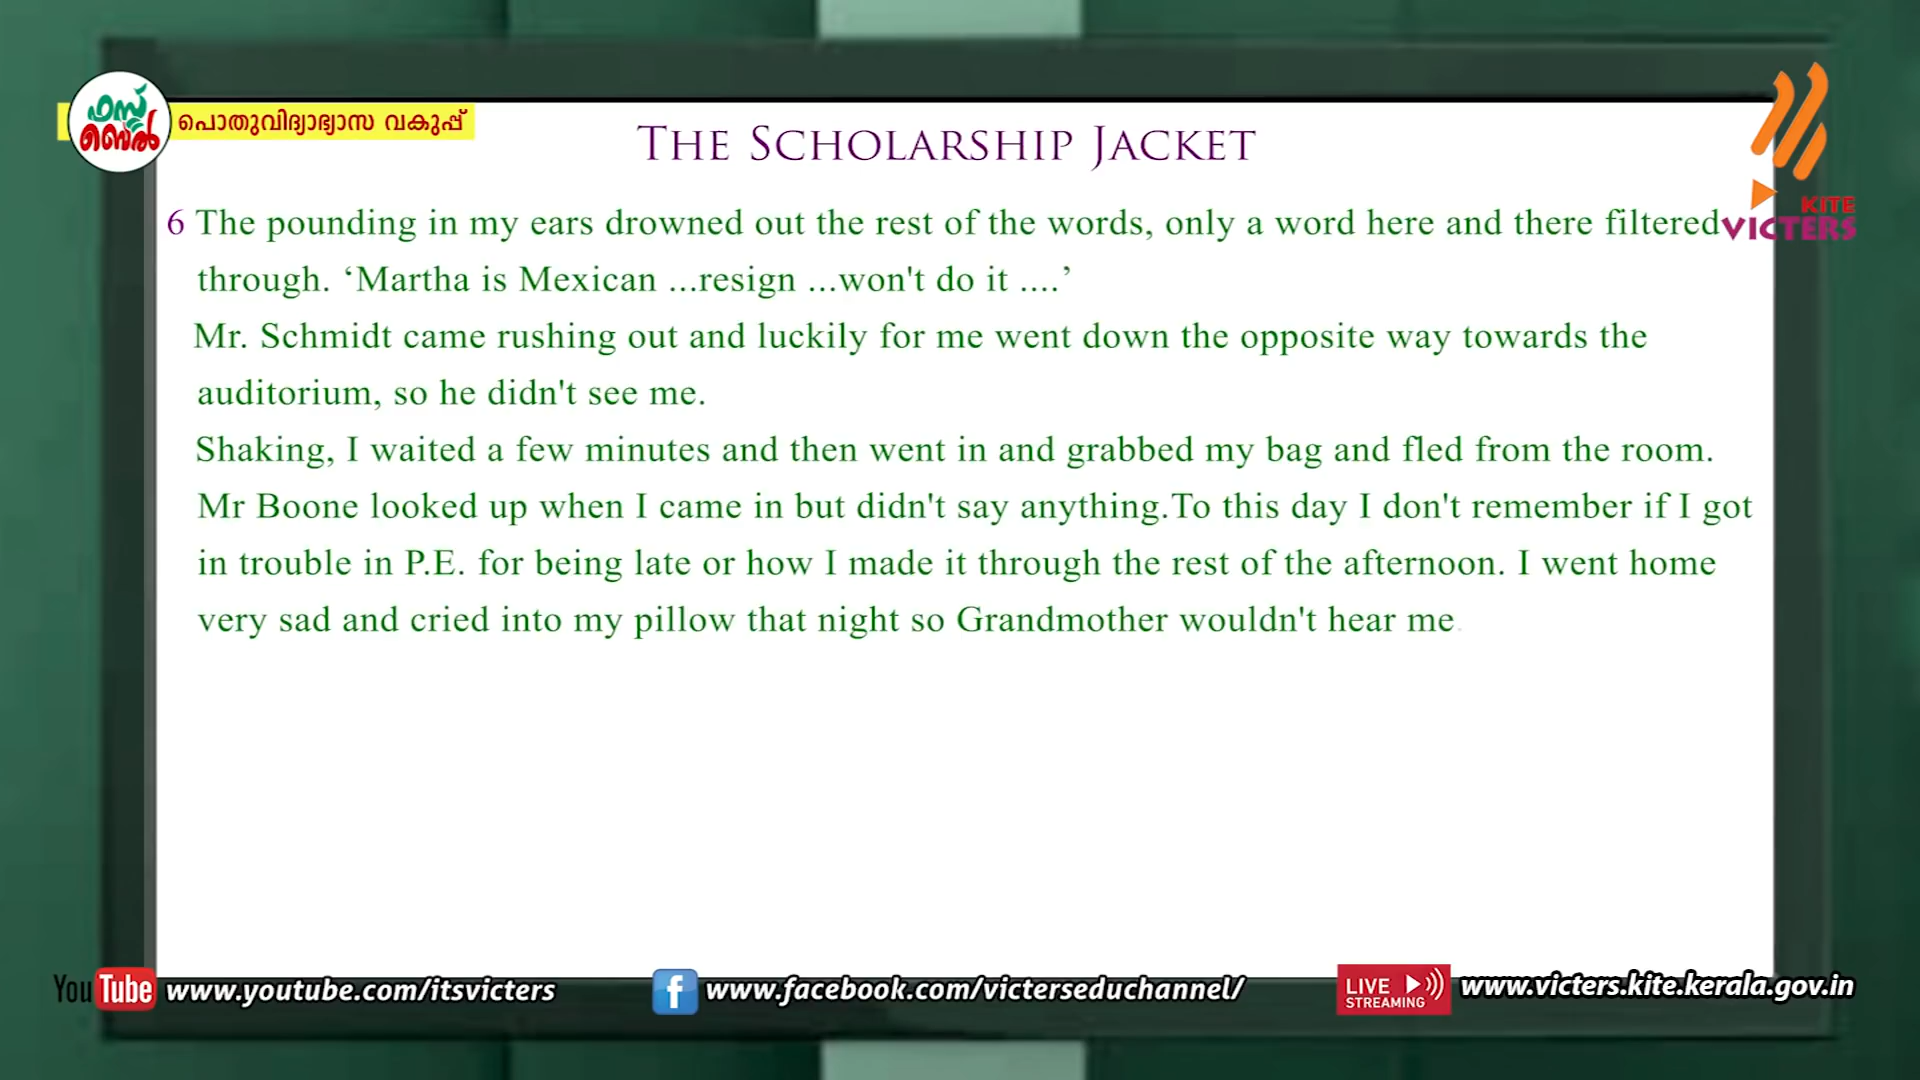 ഫസ്റ്റ്
ബെൽ
പൊതുവിദ്യാഭ്യാസ വകുപ്പ്
THE SCHOLARSHIP JACKET
KITE
VICTERS
6 The pounding in my ears drowned out the rest of the words, only a word here and there filtered
through. ‘Martha is Mexican ...resign ...won't do it ....’
Mr. Schmidt came rushing out and luckily for me went down the opposite way towards the
auditorium, so he didn't see me.
Shaking, I waited a few minutes and then went in and grabbed my bag and fled from the room.
Mr Boone looked up when I came in but didn't say anything.To this day I don't remember if I got
in trouble in P.E. for being late or how I made it through the rest of the afternoon. I went home
very sad and cried into my pillow that night so Grandmother wouldn't hear me.
YouTube www.youtube.com/itsvicters
f www.facebook.com/victerseduchannel/
LIVE
STREAMING
www.victers.kite.kerala.gov.in